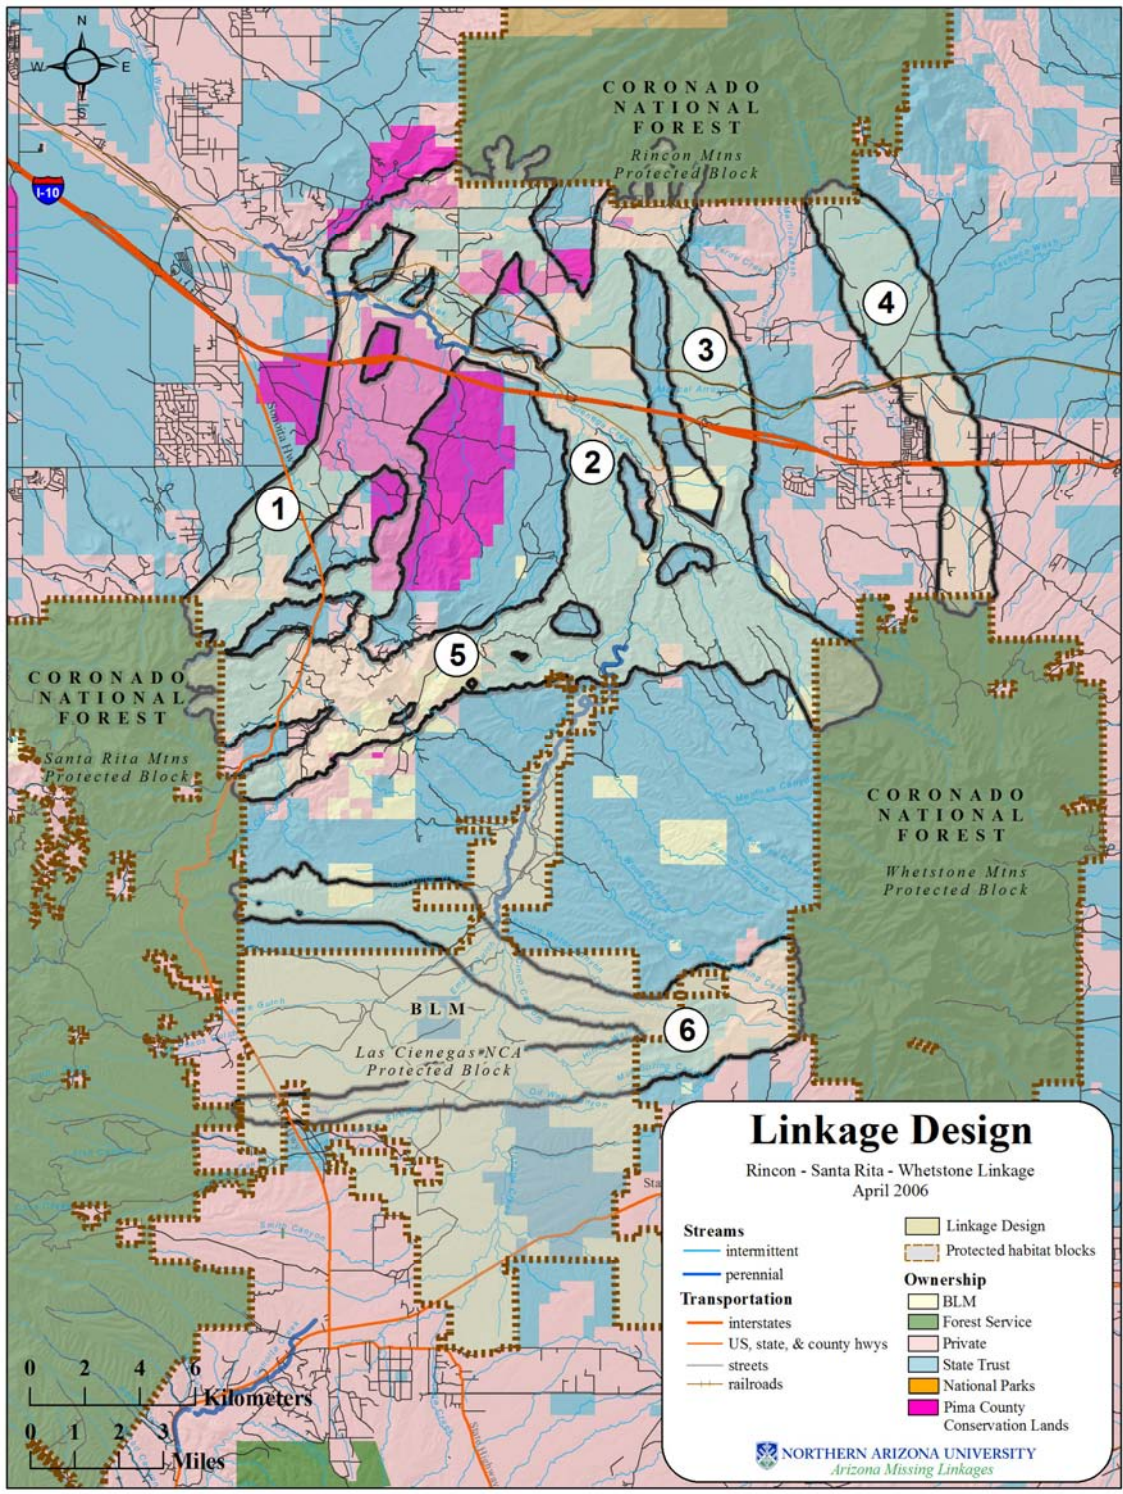 N
W
E
S
CORONADO
NATIONAL
FOREST
Rincon Mtns
Protected Block
I-10
4
3
2
1
Sonoita Hwy
5
CORONADO
NATIONAL
FOREST
Santa Rita Mtns
Protected Block
CORONADO
NATIONAL
FOREST
Whetstone Mtns
Protected Block
BLM
Las Cienegas NCA
Protected Block
6
Smith Canyon
Linkage Design
Rincon - Santa Rita - Whetstone Linkage
April 2006
Streams
intermittent
perennial
Transportation
interstates
US, state, & county hwys
streets
railroads
Linkage Design
Protected habitat blocks
Ownership
BLM
Forest Service
Private
State Trust
National Parks
Pima County
Conservation Lands
NORTHERN ARIZONA UNIVERSITY
Arizona Missing Linkages
0 2 4 6
Kilometers
0 1 2 3
Miles